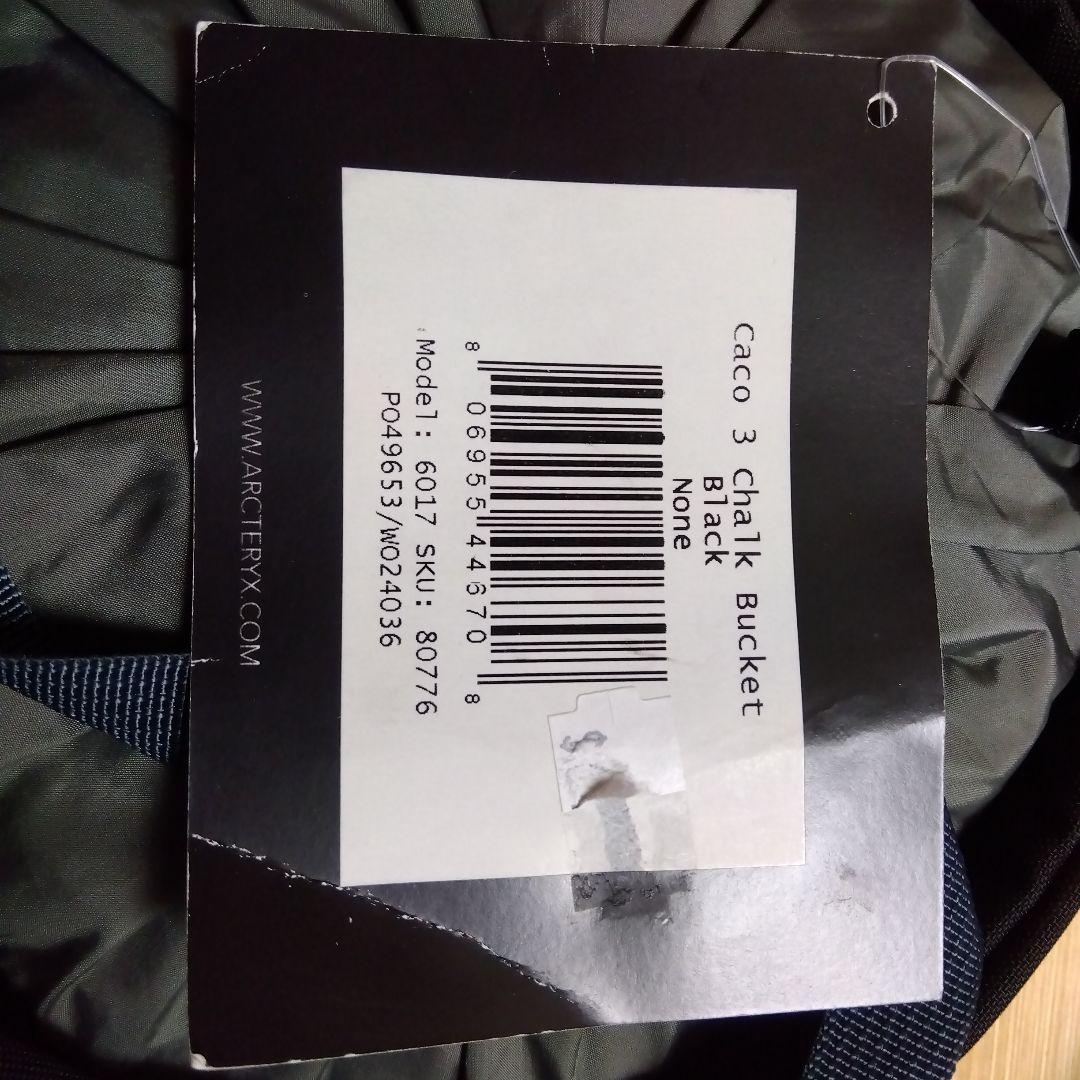 Caco 3 Chalk Bucket
Black
None
8 06955 44670 8
Model: 6017 SKU: 80776
PO49653/WO24036
WWW.ARCTERYX.COM